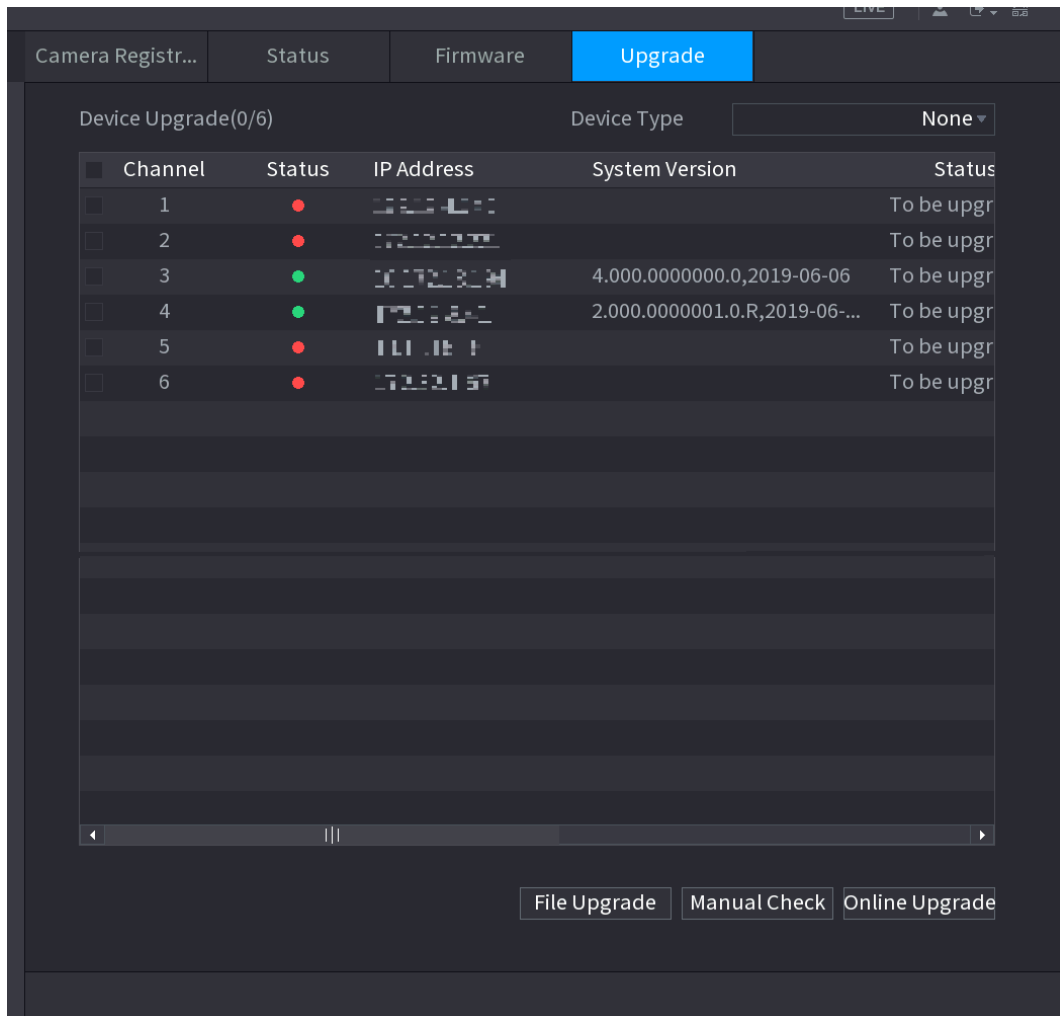 LIVE
Camera Registr... Status Firmware Upgrade
Device Upgrade(0/6) Device Type None
Channel Status IP Address System Version Status
1 To be upgr
2 To be upgr
3 4.000.0000000.0,2019-06-06 To be upgr
4 2.000.0000001.0.R,2019-06-... To be upgr
5 To be upgr
6 To be upgr
File Upgrade Manual Check Online Upgrade